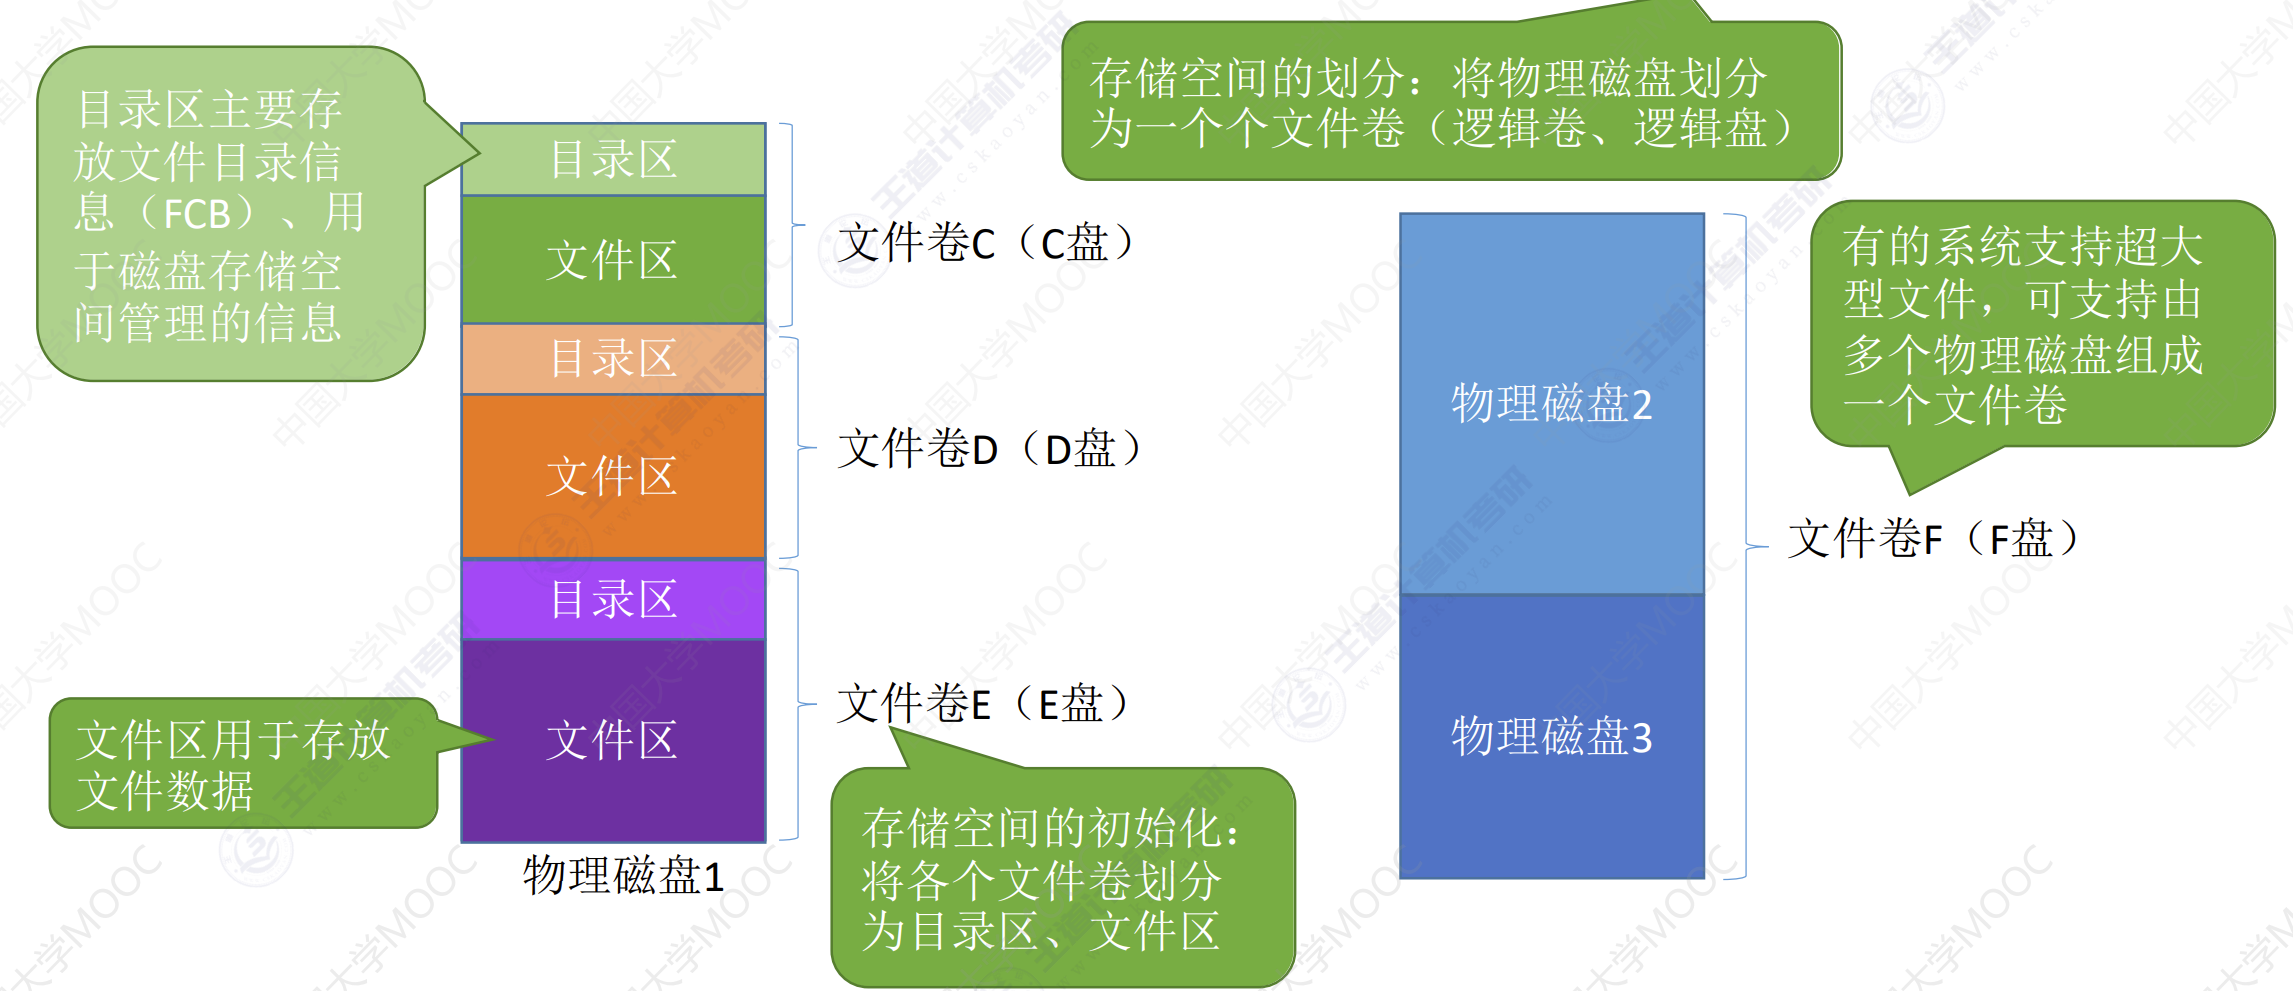 存储空间的划分：将物理磁盘划分
为一个个文件卷（逻辑卷、逻辑盘）
目录区主要存
放文件目录信
息（FCB）、用
于磁盘存储空
间管理的信息
目录区
文件区
文件卷C（C盘）
目录区
文件区
文件卷D（D盘）
目录区
文件区
文件卷E（E盘）
文件区用于存放
文件数据
物理磁盘1
存储空间的初始化：
将各个文件卷划分
为目录区、文件区
物理磁盘2
物理磁盘3
有的系统支持超大
型文件，可支持由
多个物理磁盘组成
一个文件卷
文件卷F（F盘）
中国大学MOOC
王道计算机考研
www.cskaoyan.com